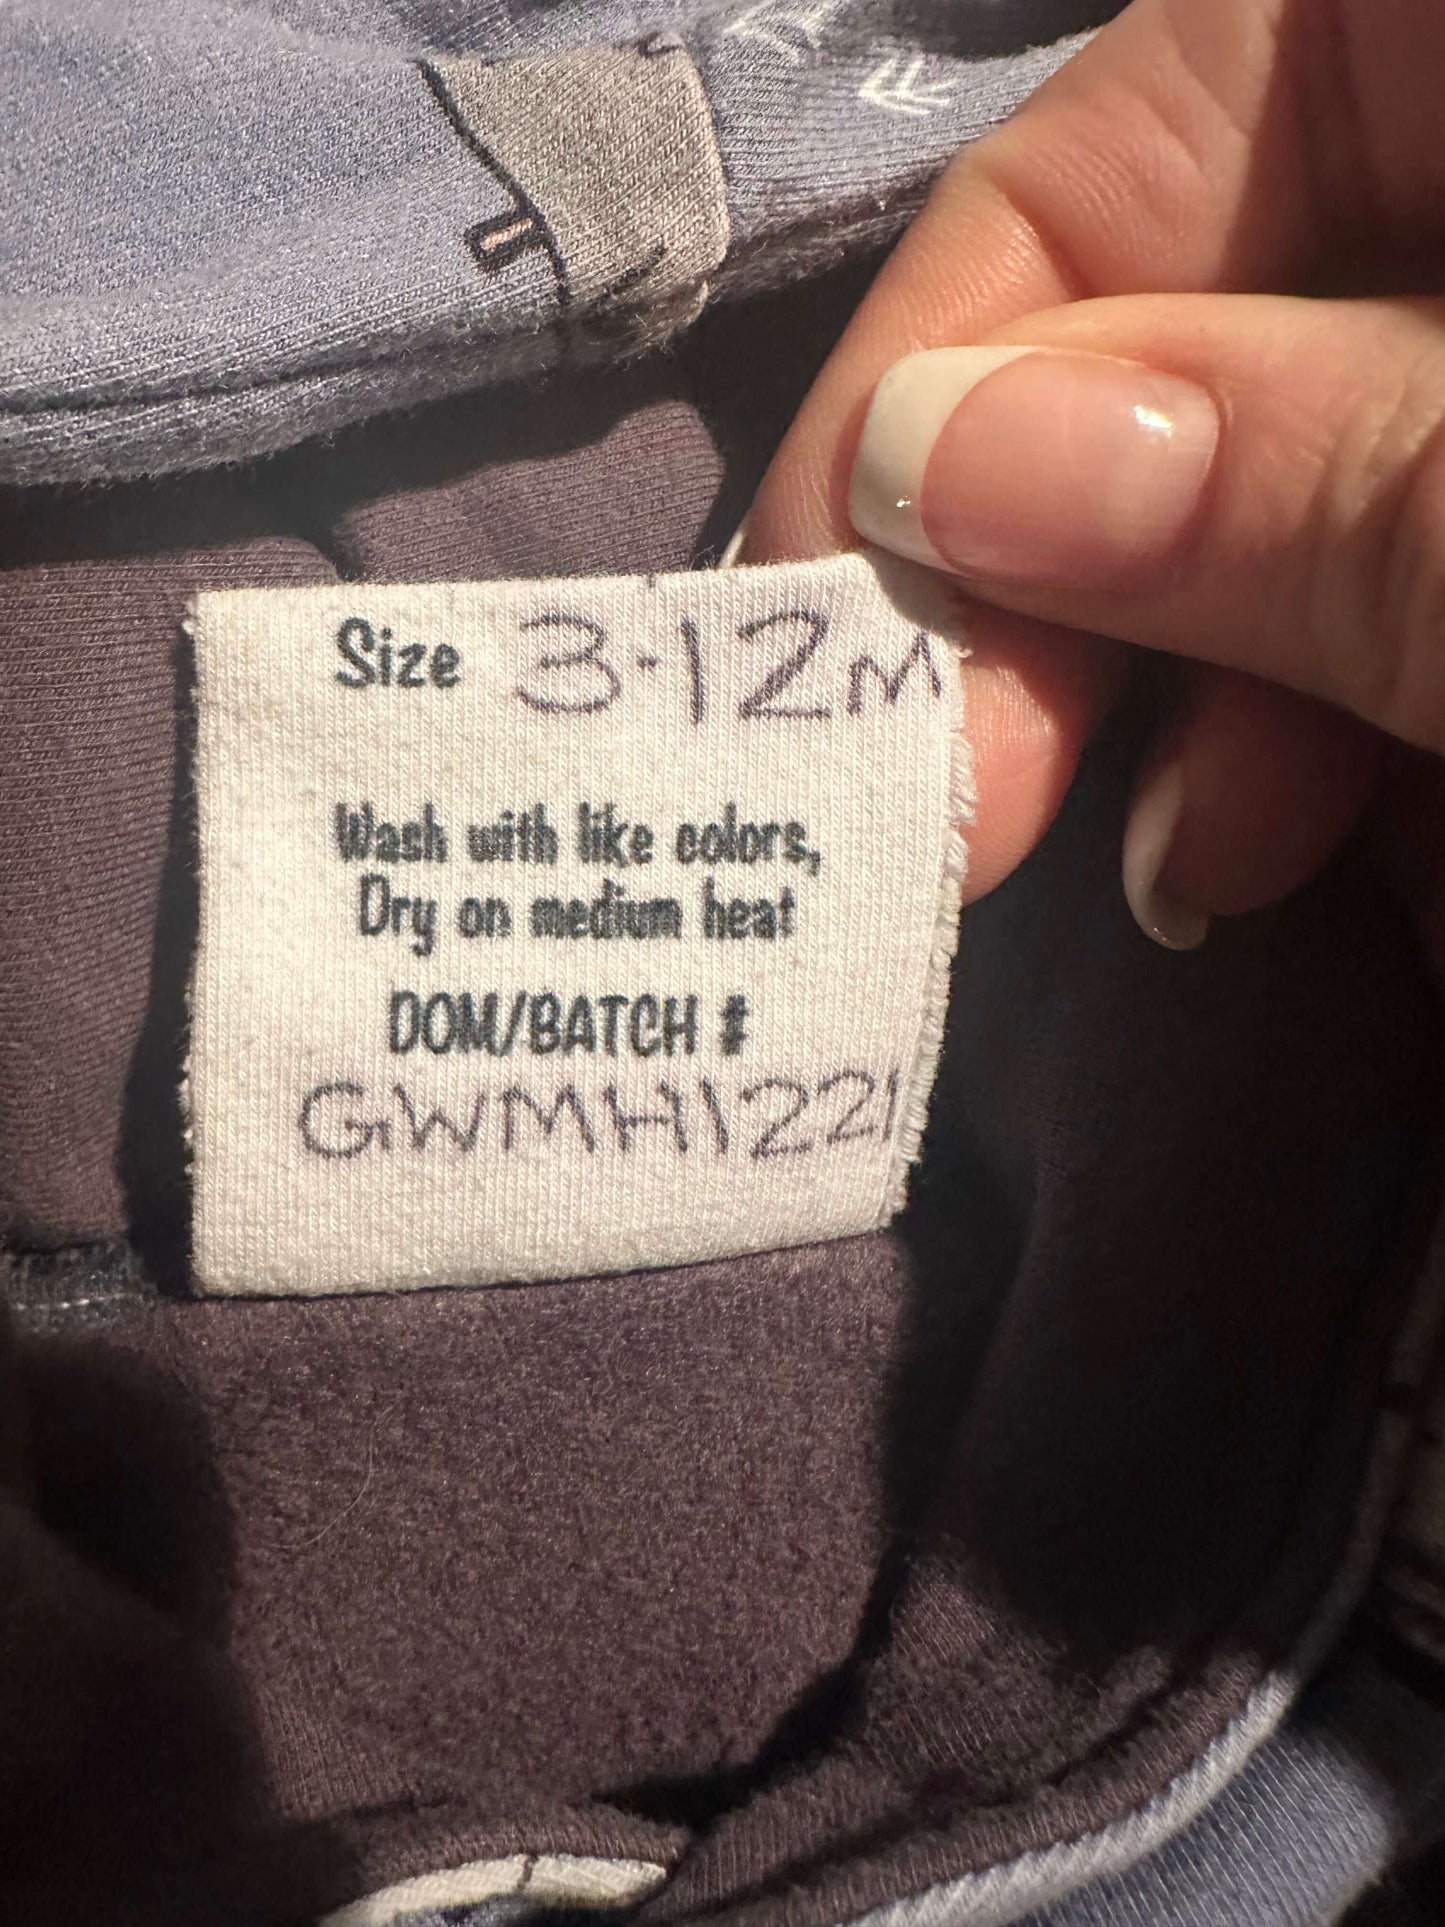 Size 3-12M
Wash with like colors,
Dry on medium heat
DOM/BATCH #
GWMH1221